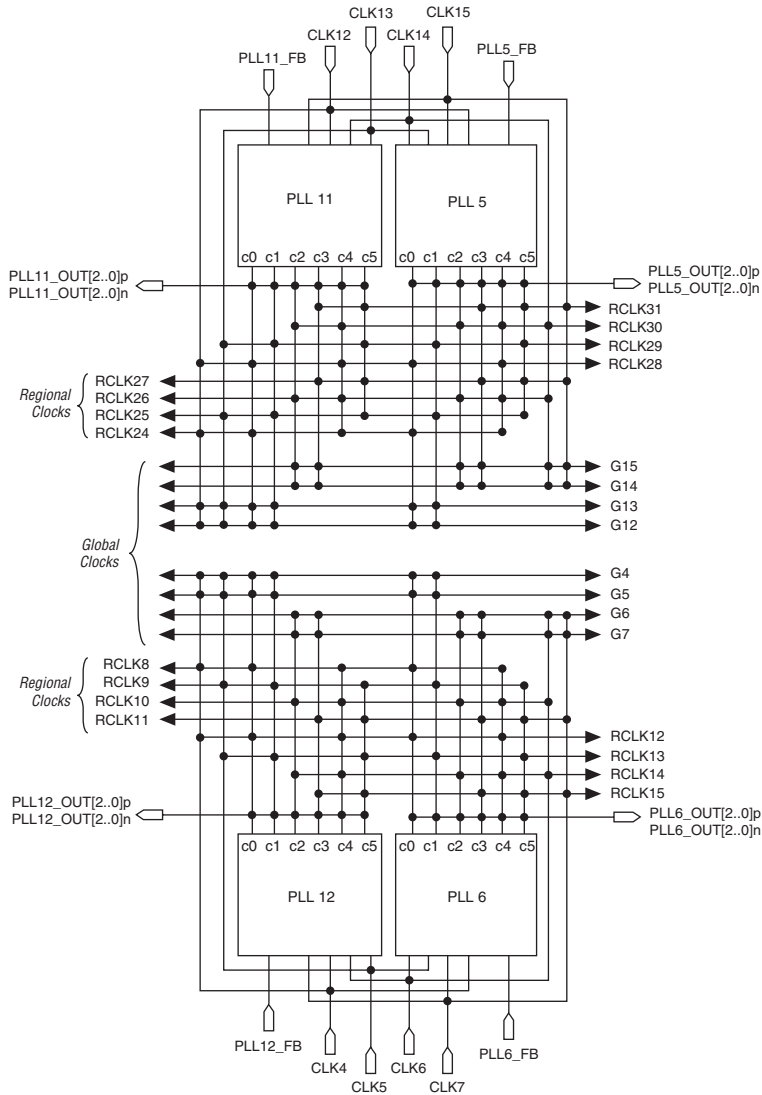 CLK13
CLK15
CLK12
CLK14
PLL11_FB
PLL5_FB
PLL 11
PLL 5
c0 c1 c2 c3 c4 c5
c0 c1 c2 c3 c4 c5
PLL11_OUT[2..0]p
PLL11_OUT[2..0]n
PLL5_OUT[2..0]p
PLL5_OUT[2..0]n
RCLK31
RCLK30
RCLK29
RCLK28
Regional
Clocks
RCLK27
RCLK26
RCLK25
RCLK24
Global
Clocks
G15
G14
G13
G12
G4
G5
G6
G7
Regional
Clocks
RCLK8
RCLK9
RCLK10
RCLK11
RCLK12
RCLK13
RCLK14
RCLK15
PLL12_OUT[2..0]p
PLL12_OUT[2..0]n
PLL6_OUT[2..0]p
PLL6_OUT[2..0]n
c0 c1 c2 c3 c4 c5
c0 c1 c2 c3 c4 c5
PLL 12
PLL 6
PLL12_FB
PLL6_FB
CLK4
CLK6
CLK5
CLK7